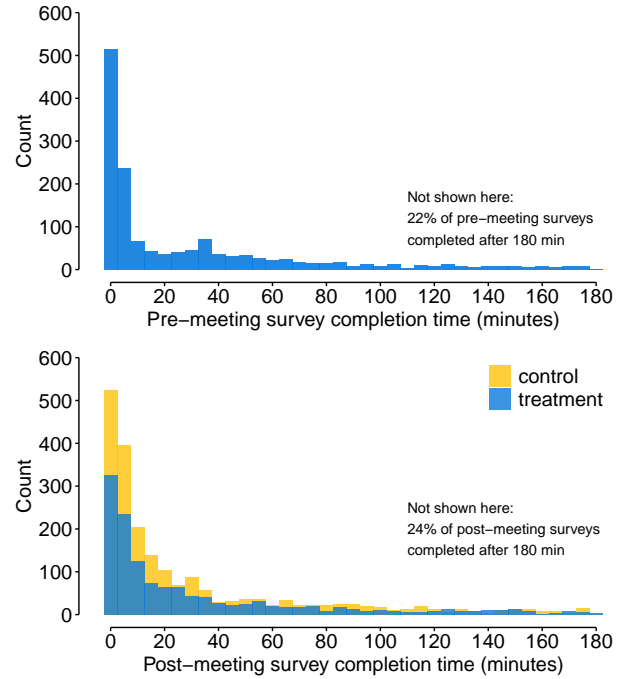 600
500
400
300
200
100
0
Count
Not shown here:
22% of pre−meeting surveys
completed after 180 min
0 20 40 60 80 100 120 140 160 180
Pre−meeting survey completion time (minutes)
600
500
400
300
200
100
0
Count
control
treatment
Not shown here:
24% of post−meeting surveys
completed after 180 min
0 20 40 60 80 100 120 140 160 180
Post−meeting survey completion time (minutes)